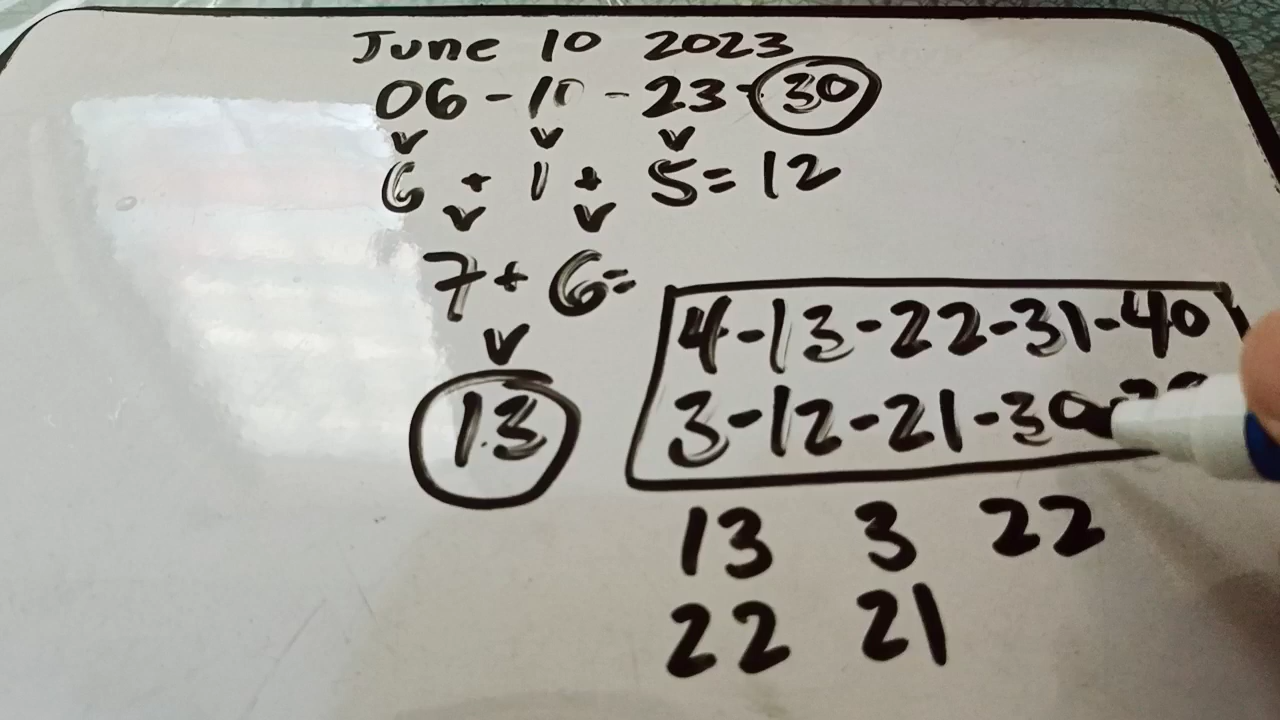 June 10 2023
06 - 10 - 23 - 30
6 + 1 + 5 = 12
7 + 6 =
13
4 - 13 - 22 - 31 - 40
3 - 12 - 21 - 30
13 3 22
22 21